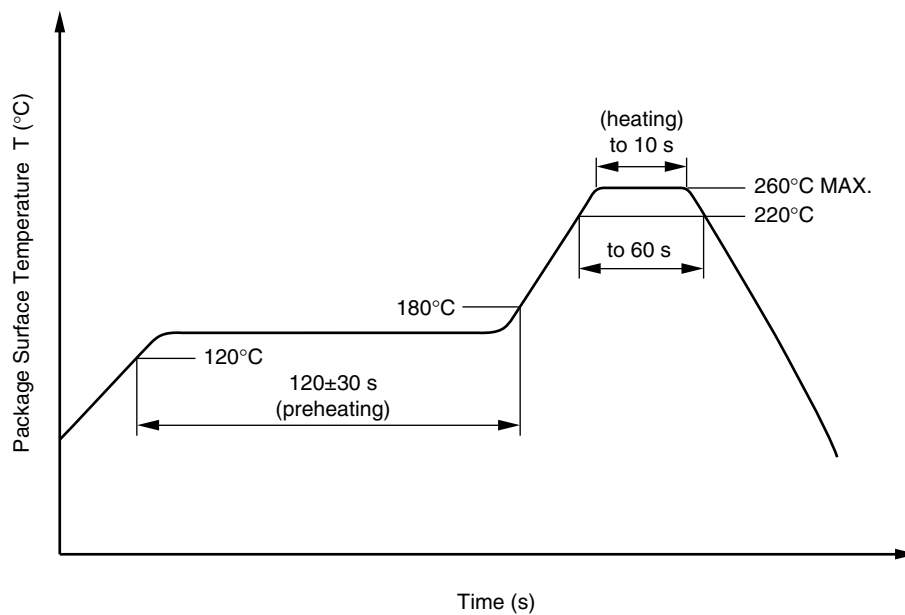 Package Surface Temperature T (°C)
(heating)
to 10 s
260°C MAX.
220°C
to 60 s
180°C
120°C
120±30 s
(preheating)
Time (s)